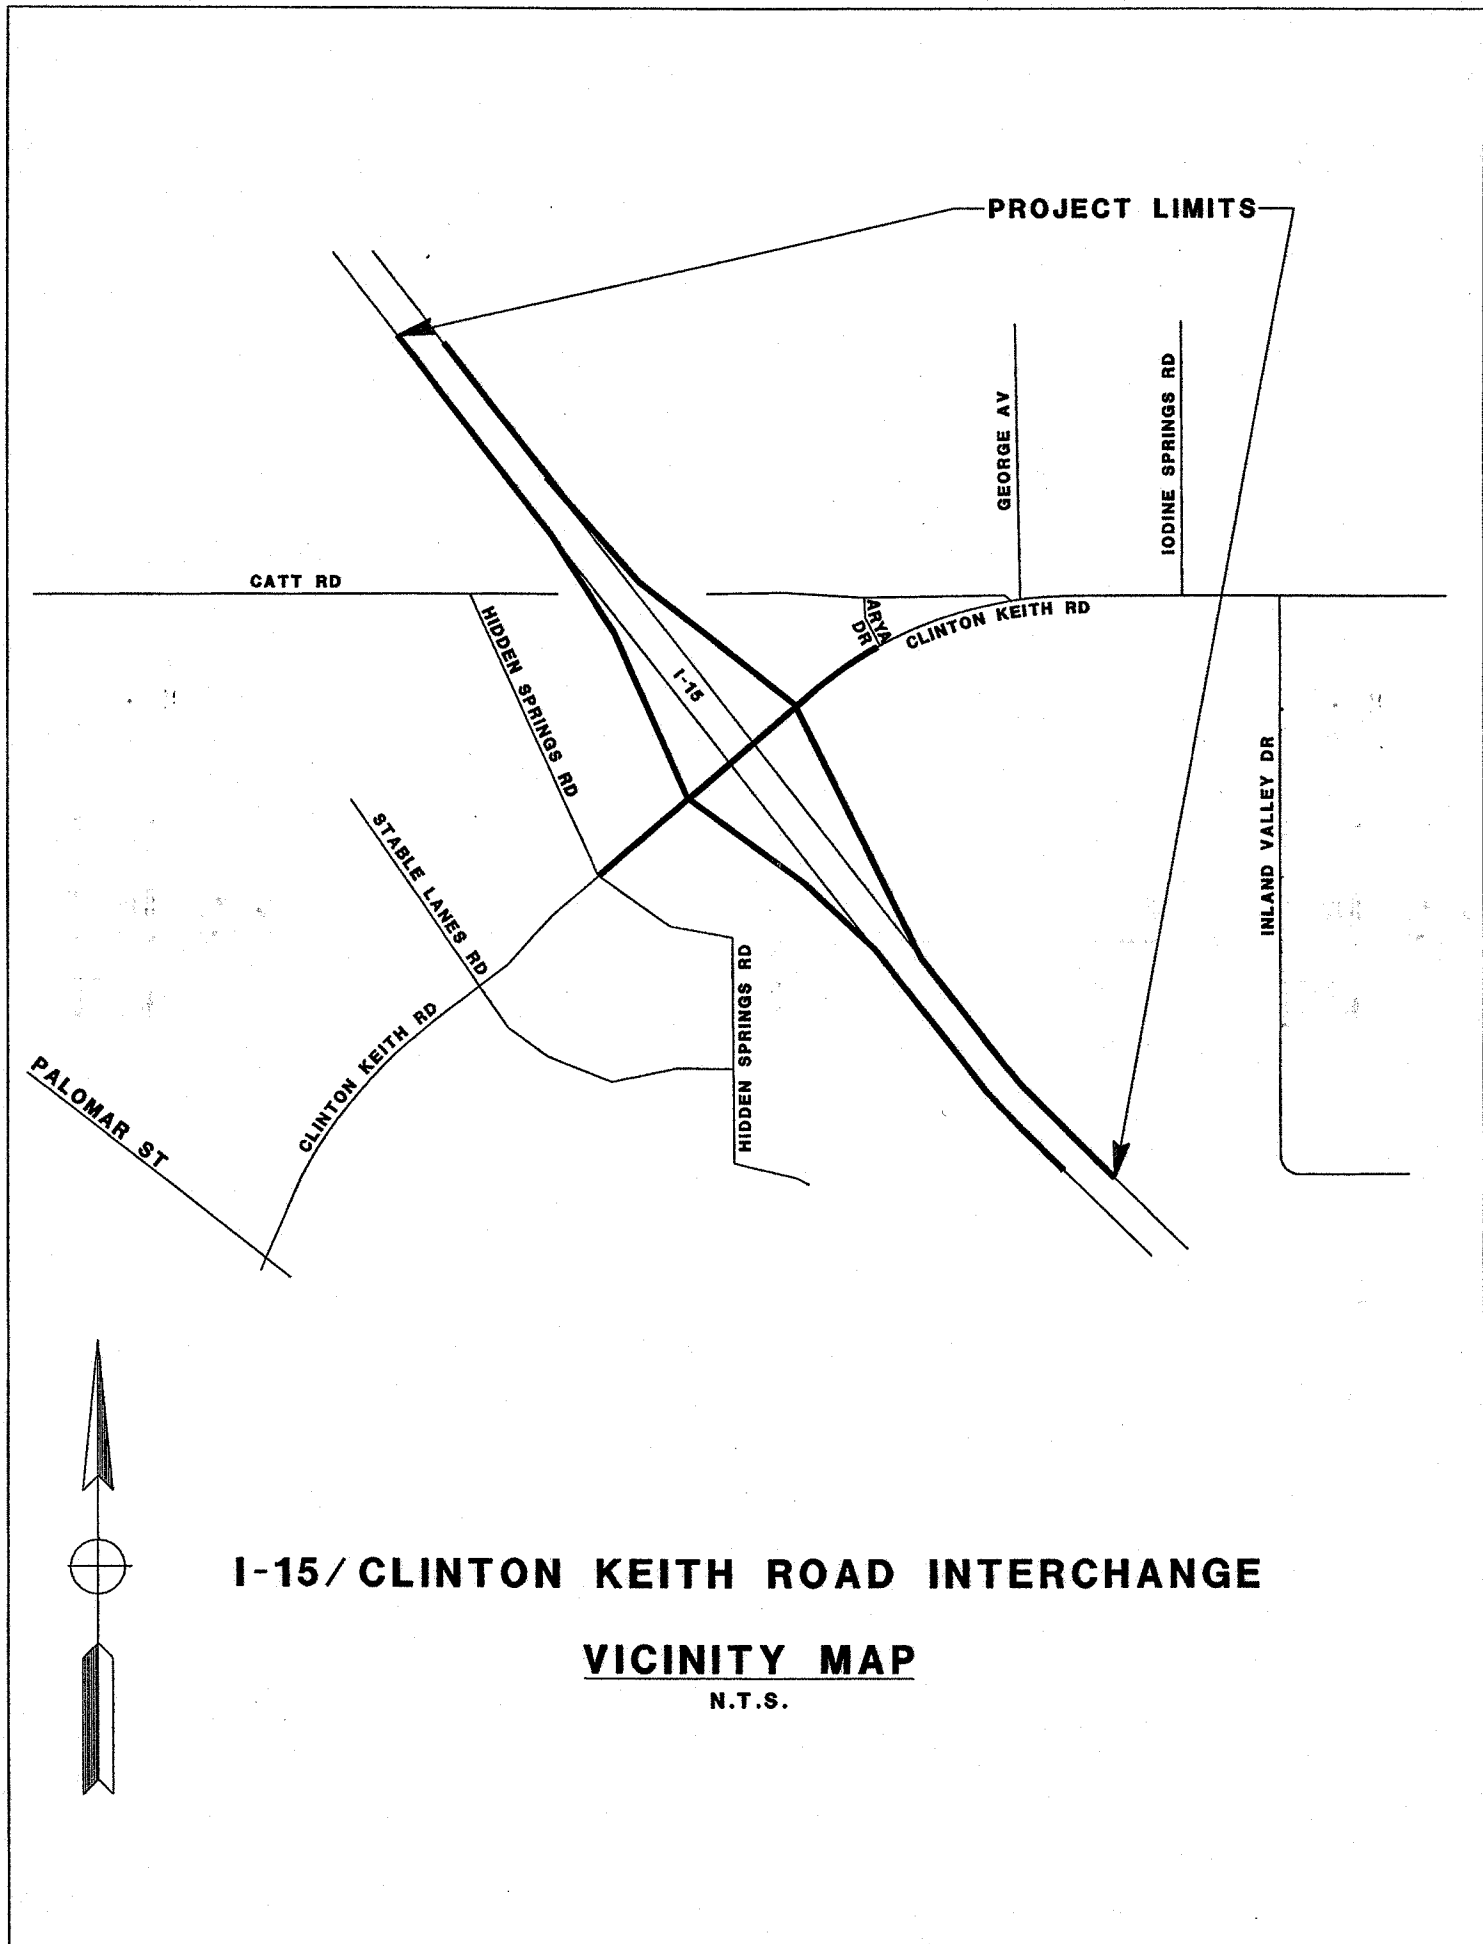 PROJECT LIMITS
GEORGE AV
IODINE SPRINGS RD
CATT RD
HIDDEN SPRINGS RD
ARYA
DR
CLINTON KEITH RD
I-15
STABLE LANES RD
INLAND VALLEY DR
HIDDEN SPRINGS RD
CLINTON KEITH RD
PALOMAR ST
I-15/CLINTON KEITH ROAD INTERCHANGE
VICINITY MAP
N.T.S.